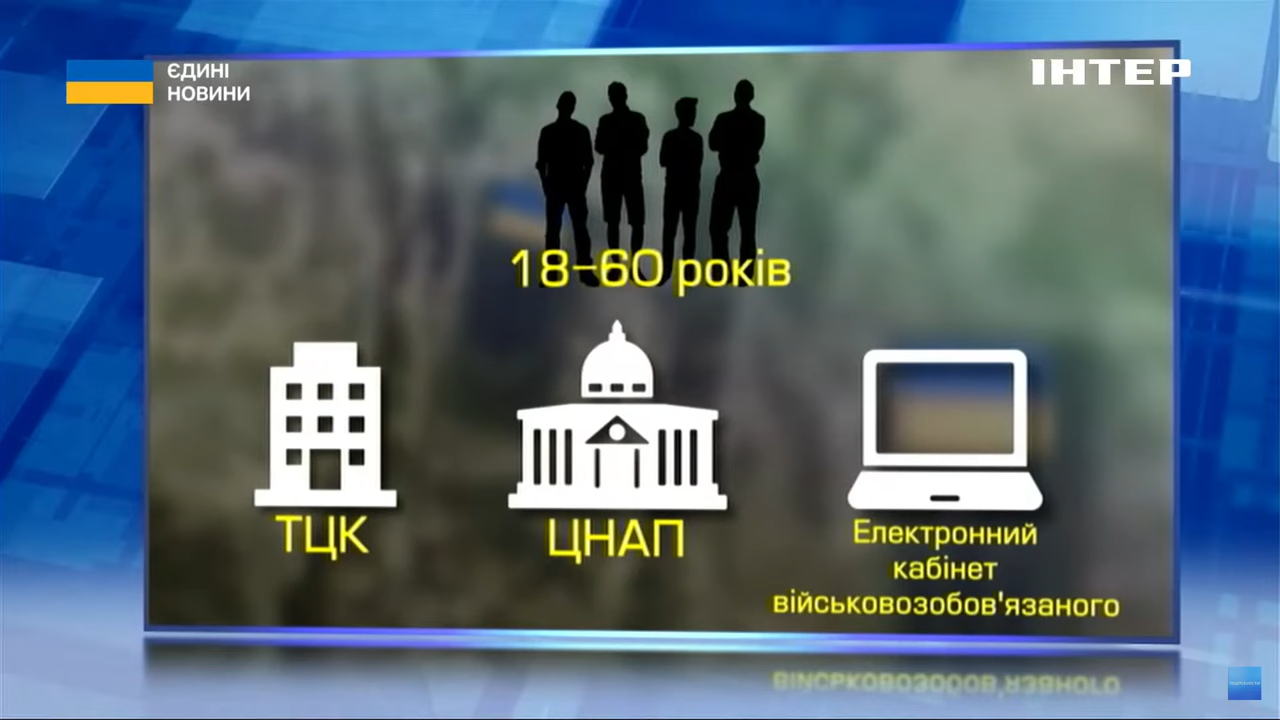 ЄДИНІ
НОВИНИ
ІНТЕР
18-60 років
ТЦК
ЦНАП
Електронний
кабінет
військовозобов'язаного